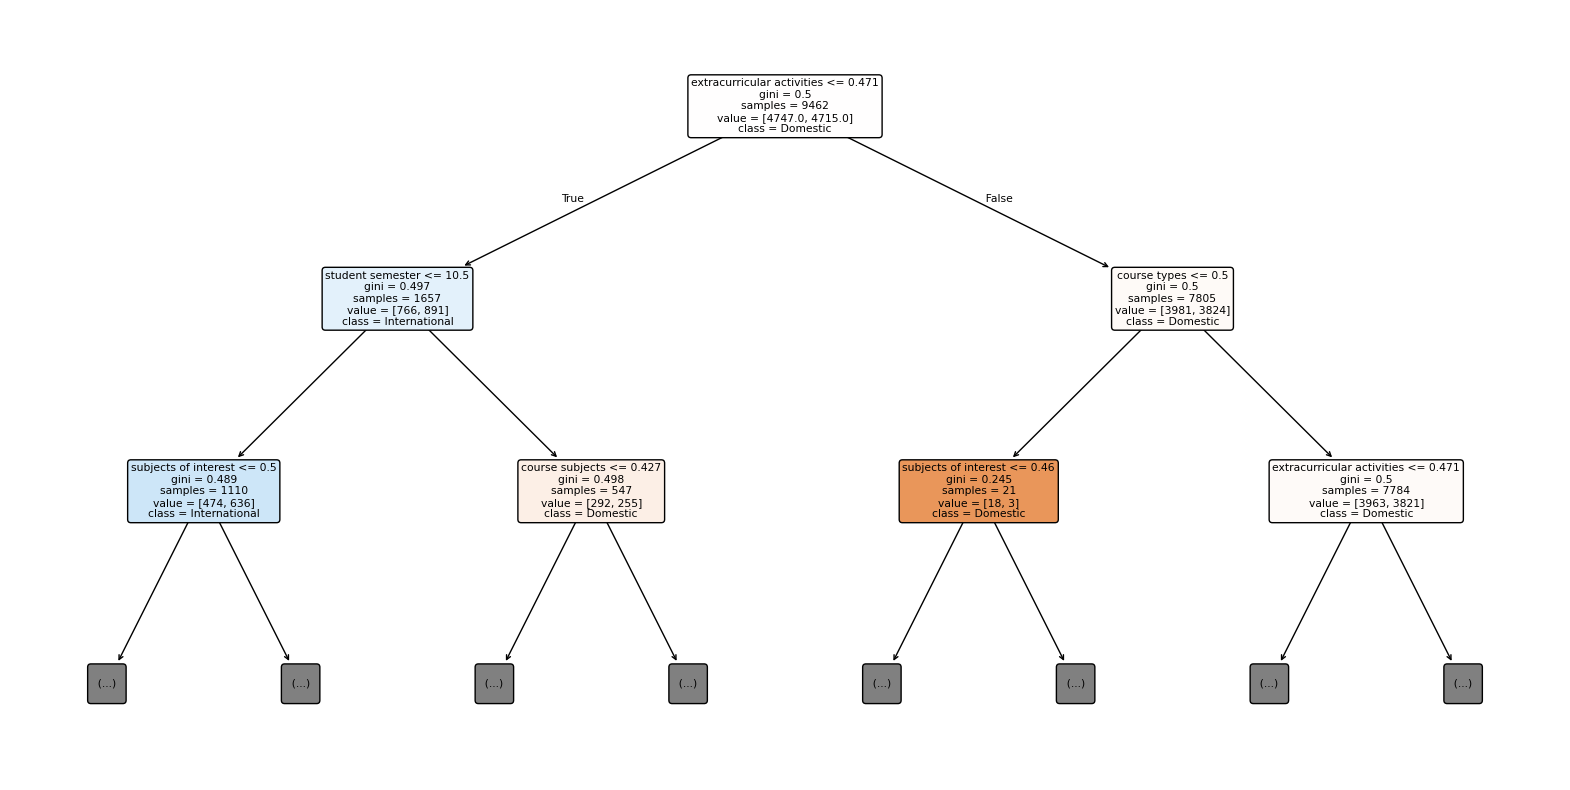 extracurricular activities <= 0.471
gini = 0.5
samples = 9462
value = [4747.0, 4715.0]
class = Domestic
True
False
student semester <= 10.5
gini = 0.497
samples = 1657
value = [766, 891]
class = International
course types <= 0.5
gini = 0.5
samples = 7805
value = [3981, 3824]
class = Domestic
subjects of interest <= 0.5
gini = 0.489
samples = 1110
value = [474, 636]
class = International
course subjects <= 0.427
gini = 0.498
samples = 547
value = [292, 255]
class = Domestic
subjects of interest <= 0.46
gini = 0.245
samples = 21
value = [18, 3]
class = Domestic
extracurricular activities <= 0.471
gini = 0.5
samples = 7784
value = [3963, 3821]
class = Domestic
(...)
(...)
(...)
(...)
(...)
(...)
(...)
(...)